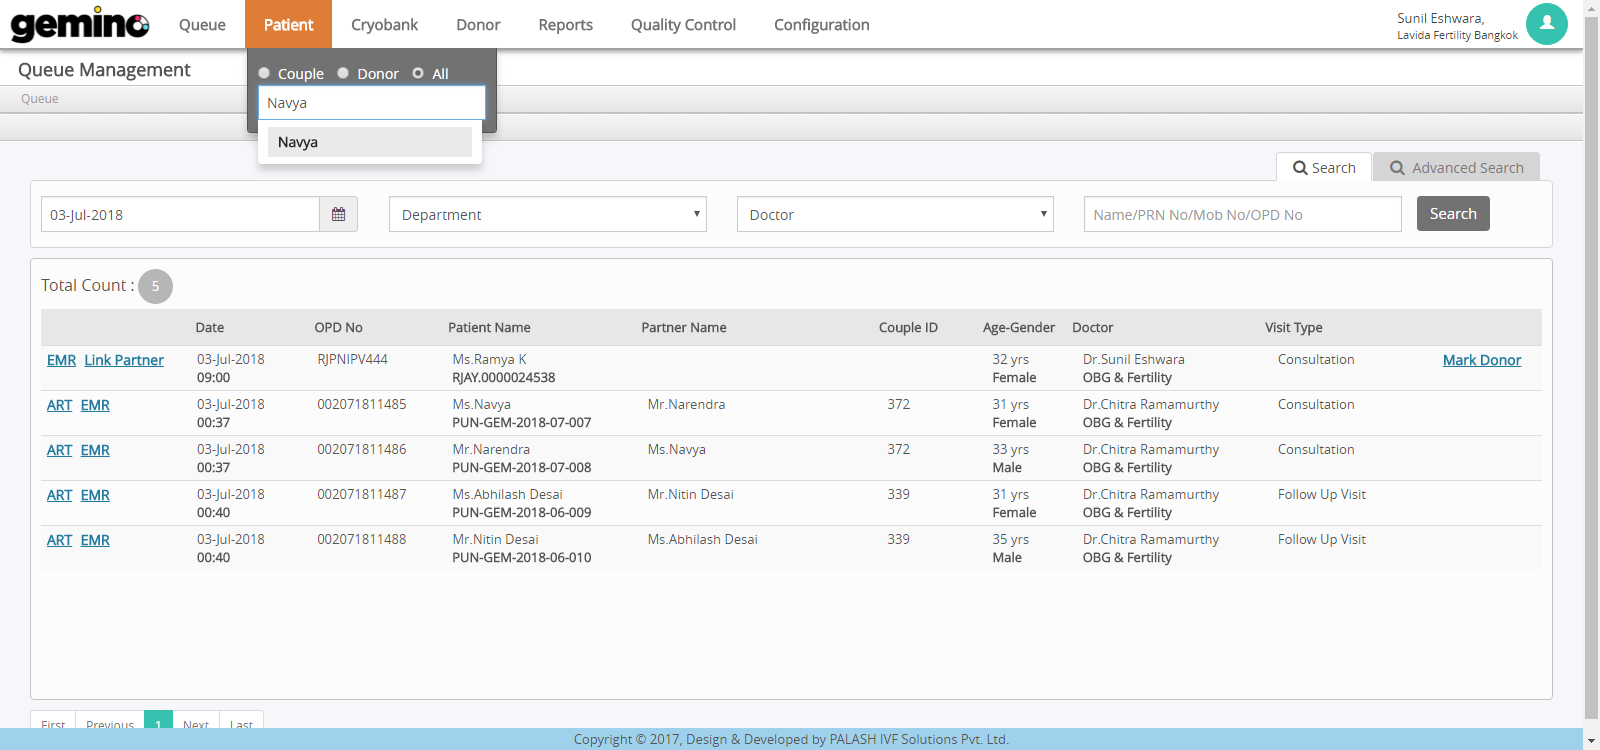 gemino Queue Patient Cryobank Donor Reports Quality Control Configuration
Sunil Eshwara,
Lavida Fertility Bangkok
Queue Management
Couple Donor All
Queue
Navya
Navya
Search Advanced Search
03-Jul-2018 Department Doctor Name/PRN No/Mob No/OPD No Search
Total Count : 5
Date OPD No Patient Name Partner Name Couple ID Age-Gender Doctor Visit Type
EMR Link Partner 03-Jul-2018 RJPNIPV444 Ms.Ramya K 32 yrs Dr.Sunil Eshwara Consultation Mark Donor
09:00 RJAY.0000024538 Female OBG & Fertility
ART EMR 03-Jul-2018 002071811485 Ms.Navya Mr.Narendra 372 31 yrs Dr.Chitra Ramamurthy Consultation
00:37 PUN-GEM-2018-07-007 Female OBG & Fertility
ART EMR 03-Jul-2018 002071811486 Mr.Narendra Ms.Navya 372 33 yrs Dr.Chitra Ramamurthy Consultation
00:37 PUN-GEM-2018-07-008 Male OBG & Fertility
ART EMR 03-Jul-2018 002071811487 Ms.Abhilash Desai Mr.Nitin Desai 339 31 yrs Dr.Chitra Ramamurthy Follow Up Visit
00:40 PUN-GEM-2018-06-009 Female OBG & Fertility
ART EMR 03-Jul-2018 002071811488 Mr.Nitin Desai Ms.Abhilash Desai 339 35 yrs Dr.Chitra Ramamurthy Follow Up Visit
00:40 PUN-GEM-2018-06-010 Male OBG & Fertility
First Previous 1 Next Last
Copyright © 2017, Design & Developed by PALASH IVF Solutions Pvt. Ltd.